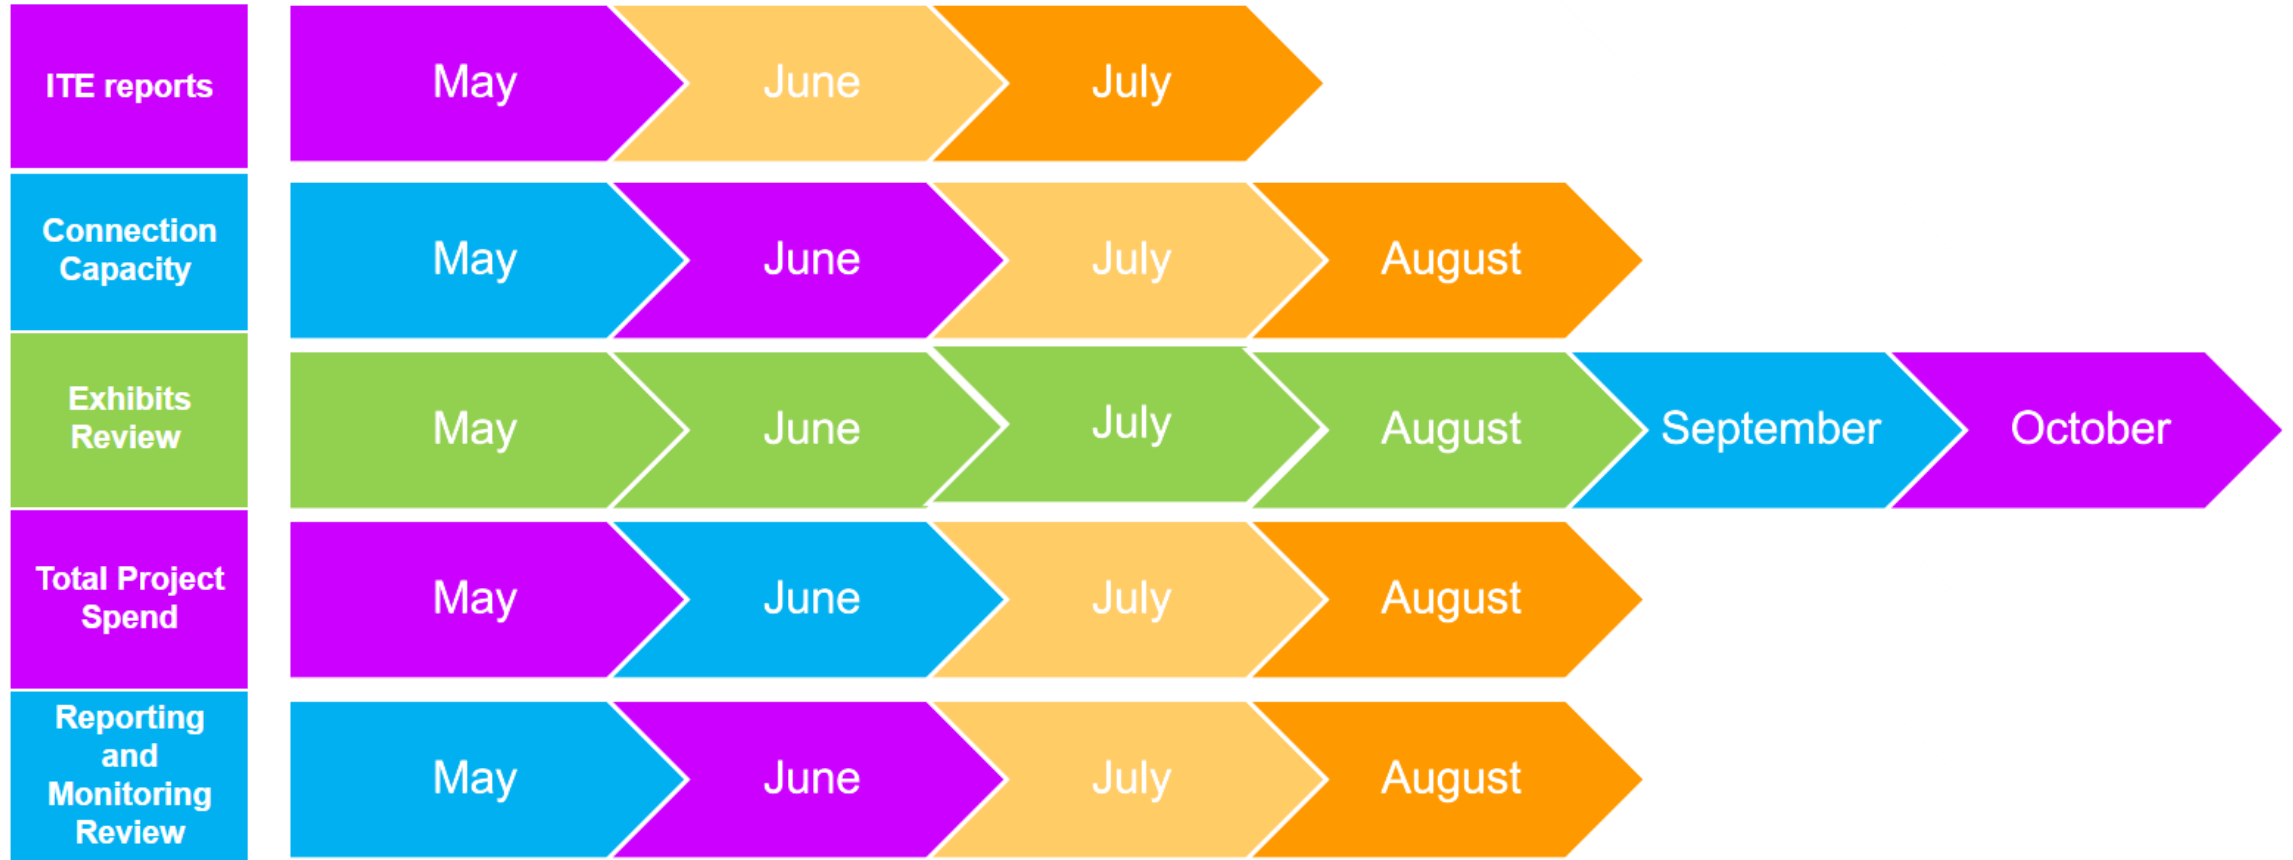 ITE reports
May
June
July
Connection
Capacity
May
June
July
August
Exhibits
Review
May
June
July
August
September
October
Total Project
Spend
May
June
July
August
Reporting
and
Monitoring
Review
May
June
July
August